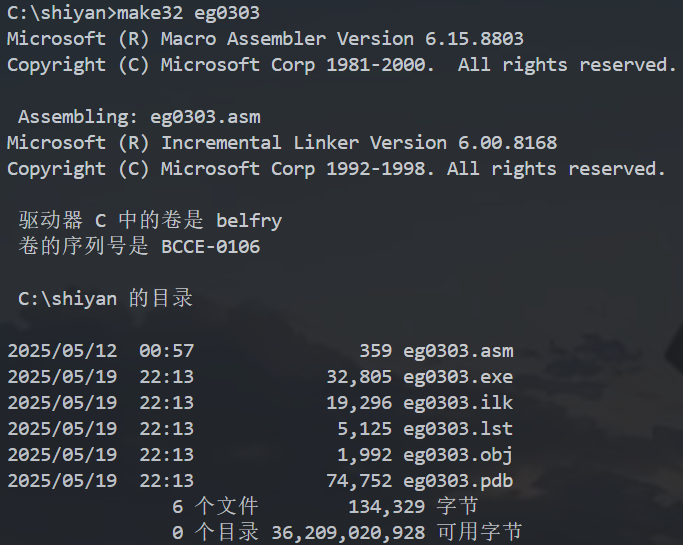 C:\shiyan>make32 eg0303
Microsoft (R) Macro Assembler Version 6.15.8803
Copyright (C) Microsoft Corp 1981-2000.  All rights reserved.
 Assembling: eg0303.asm
Microsoft (R) Incremental Linker Version 6.00.8168
Copyright (C) Microsoft Corp 1992-1998. All rights reserved.
 驱动器 C 中的卷是 belfry
 卷的序列号是 BCCE-0106
 C:\shiyan 的目录
2025/05/12  00:57               359 eg0303.asm
2025/05/19  22:13            32,805 eg0303.exe
2025/05/19  22:13            19,296 eg0303.ilk
2025/05/19  22:13             5,125 eg0303.lst
2025/05/19  22:13             1,992 eg0303.obj
2025/05/19  22:13            74,752 eg0303.pdb
               6 个文件        134,329 字节
               0 个目录 36,209,020,928 可用字节